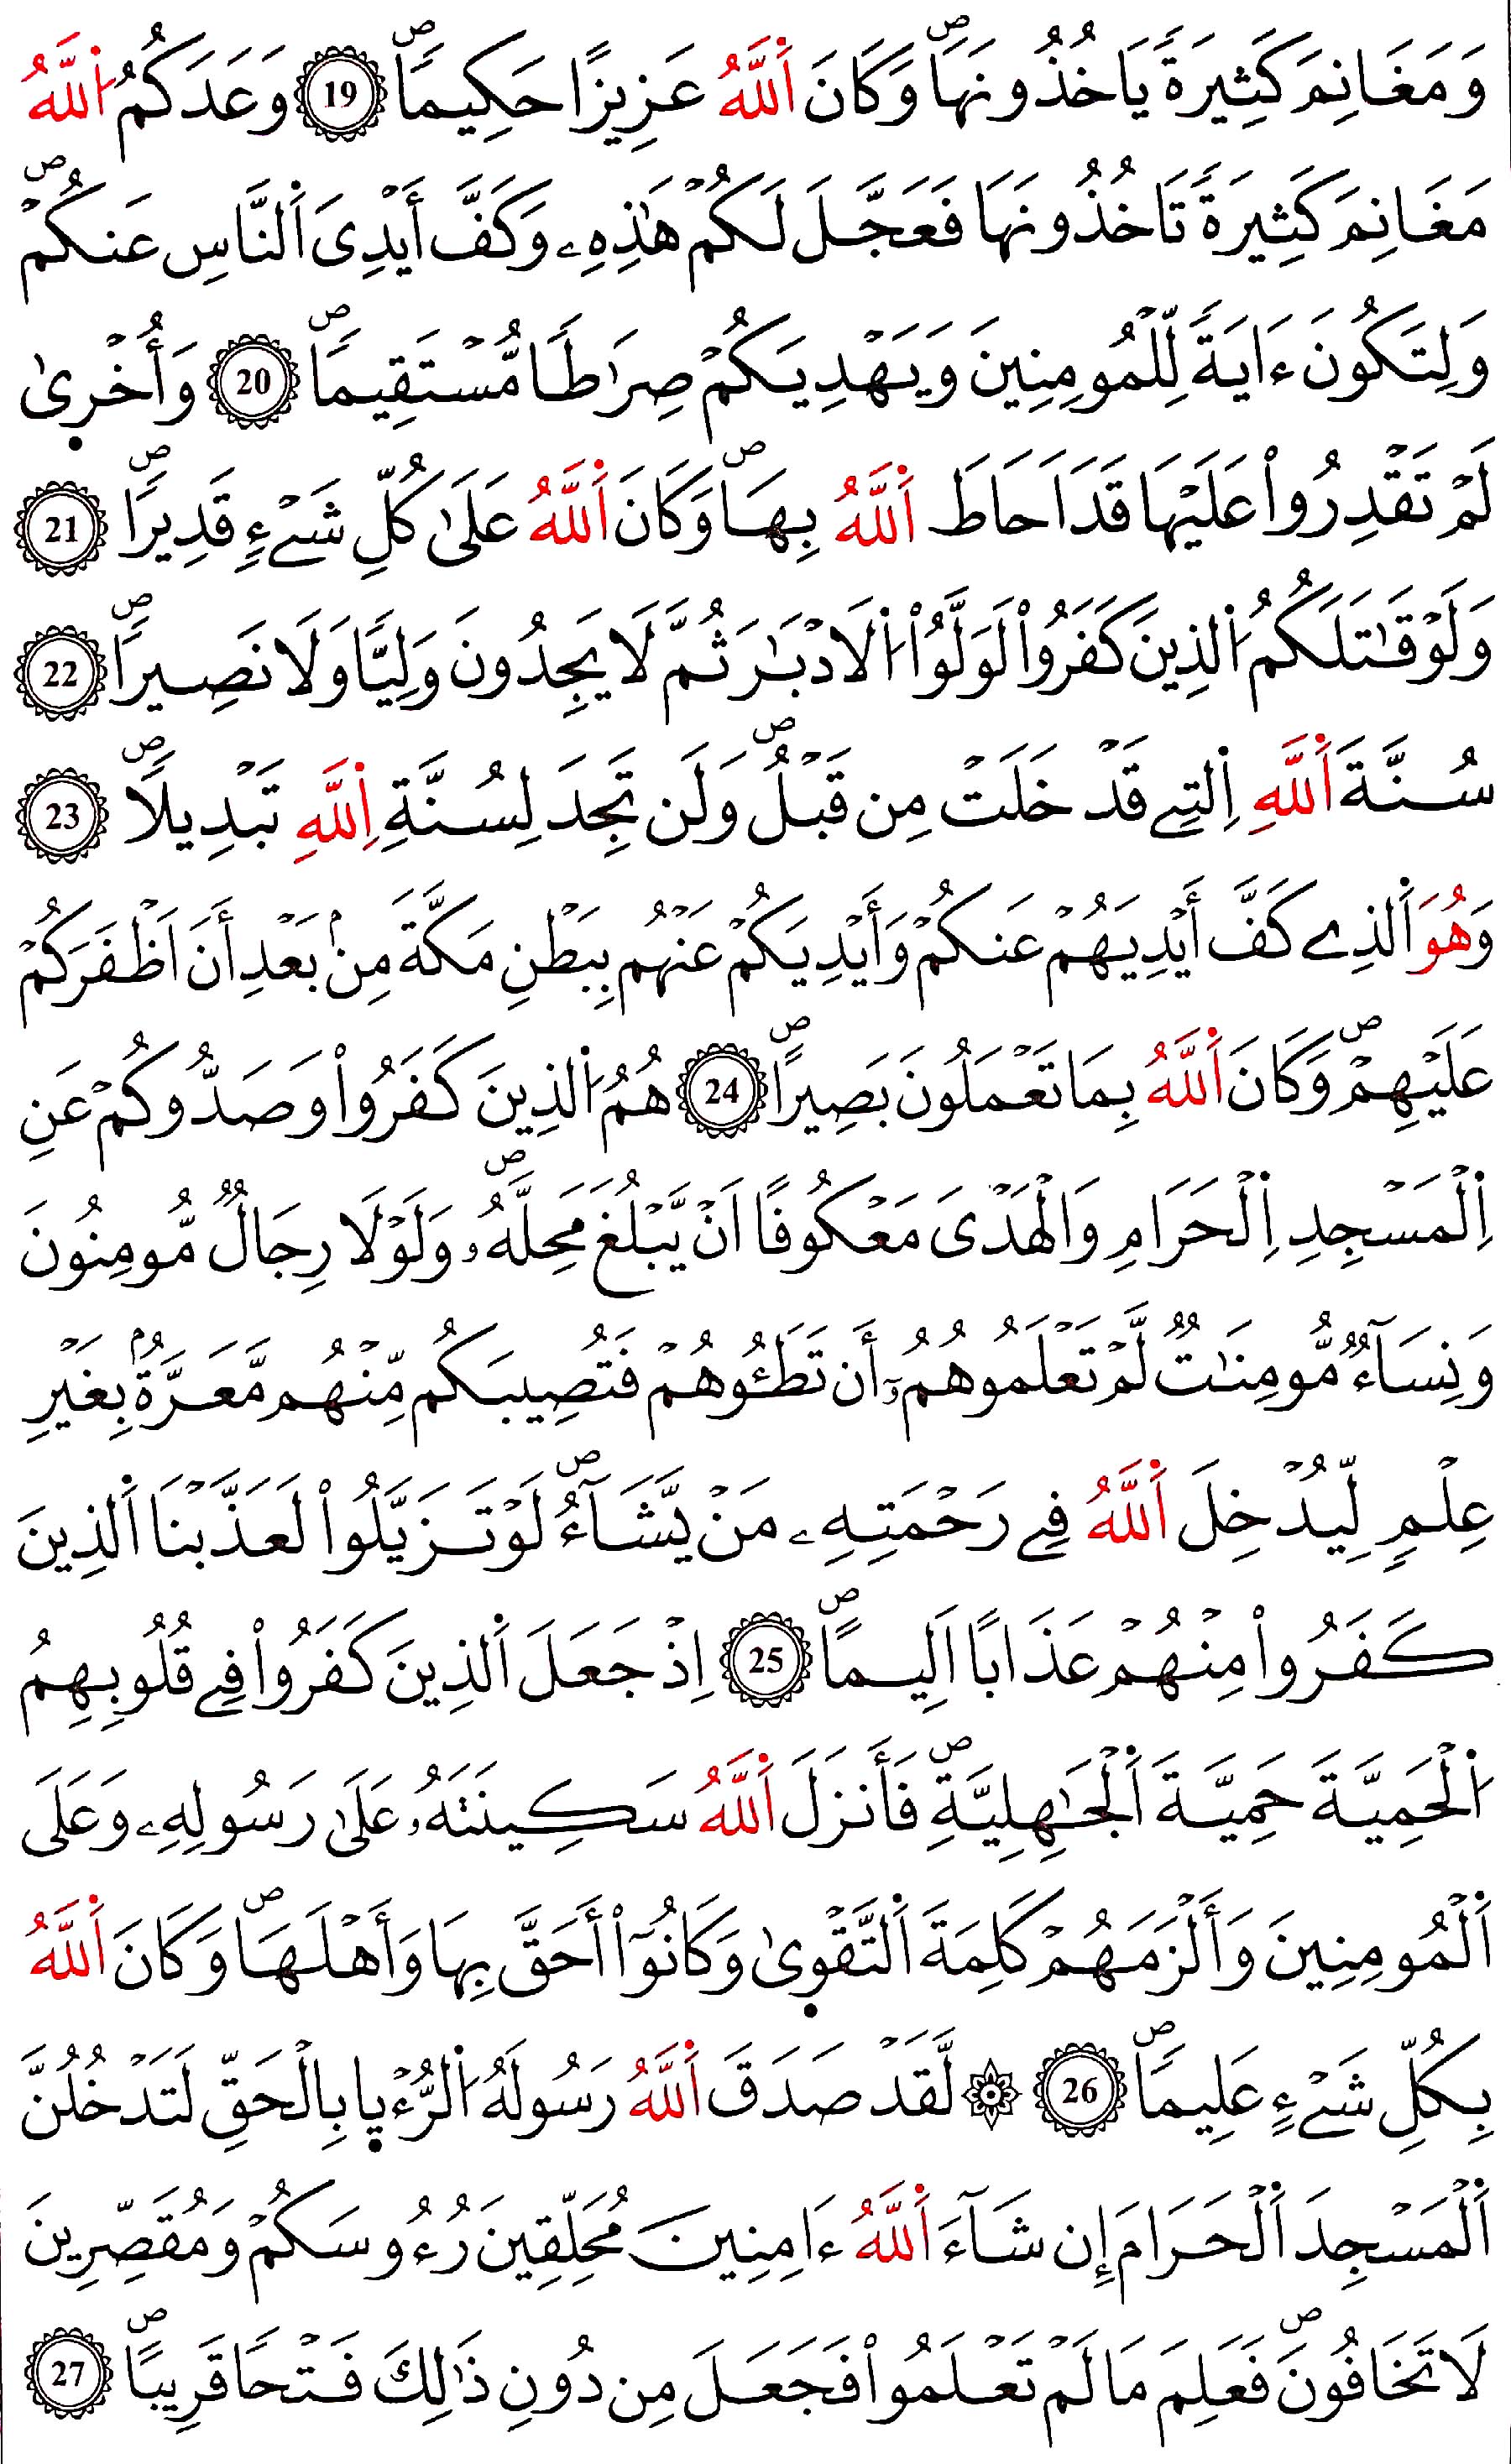 وَمَغَانِمَ كَثِيرَةٗ يَاخُذُونَهَاۖ وَكَانَ اَ۬للَّهُ عَزِيزًا حَكِيمٗاۖ 19 وَعَدَكُمُ اُ۬للَّهُ
مَغَانِمَ كَثِيرَةٗ تَاخُذُونَهَا فَعَجَّلَ لَكُمْ هَٰذِهِۦ وَكَفَّ أَيْدِيَ اَ۬لنَّاسِ عَنكُمْۖ
وَلِتَكُونَ ءَايَةٗ لِّلْمُومِنِينَ وَيَهْدِيَكُمْ صِرَٰطٗا مُّسْتَقِيمٗاۖ 20 وَأُخْر۪يٰ
لَمْ تَقْدِرُواْ عَلَيْهَا قَدَ اَحَاطَ اَ۬للَّهُ بِهَاۖ وَكَانَ اَ۬للَّهُ عَلَىٰ كُلِّ شَےْءٖ قَدِيرٗاۖ 21
وَلَوْ قَٰتَلَكُمُ اُ۬لذِينَ كَفَرُواْ لَوَلَّوُاْ اُ۬لَادْبَٰرَ ثُمَّ لَا يَجِدُونَ وَلِيّٗا وَلَا نَصِيرٗاۖ 22
سُنَّةَ اَ۬للَّهِ اِ۬لتِے قَدْ خَلَتْ مِن قَبْلُۖ وَلَن تَجِدَ لِسُنَّةِ اِ۬للَّهِ تَبْدِيلٗاۖ 23
وَهُوَ اَ۬لذِے كَفَّ أَيْدِيَهُمْ عَنكُمْ وَأَيْدِيَكُمْ عَنْهُم بِبَطْنِ مَكَّةَ مِنۢ بَعْدِ أَنَ اَظْفَرَكُمْ
عَلَيْهِمْۖ وَكَانَ اَ۬للَّهُ بِمَا تَعْمَلُونَ بَصِيراًۖ 24 هُمُ اُ۬لذِينَ كَفَرُواْ وَصَدُّوكُمْ عَنِ
اِ۬لْمَسْجِدِ اِ۬لْحَرَامِ وَالْهَدْيَ مَعْكُوفاً اَنْ يَّبْلُغَ مَحِلَّهُۥۖ وَلَوْلَا رِجَالٞ مُّومِنُونَ
وَنِسَآءٞ مُّومِنَٰتٞ لَّمْ تَعْلَمُوهُمُۥٓ أَن تَطَـُٔوهُمْ فَتُصِيبَكُم مِّنْهُم مَّعَرَّةُۢ بِغَيْرِ
عِلْمٖ لِّيُدْخِلَ اَ۬للَّهُ فِے رَحْمَتِهِۦ مَنْ يَّشَآءُۖ لَوْ تَزَيَّلُواْ لَعَذَّبْنَا اَ۬لذِينَ
كَفَرُواْ مِنْهُمْ عَذَاباً اَلِيماًۖ 25 اِذْ جَعَلَ اَ۬لذِينَ كَفَرُواْ فِے قُلُوبِهِمُ
اُ۬لْحَمِيَّةَ حَمِيَّةَ اَ۬لْجَٰهِلِيَّةِۖ فَأَنزَلَ اَ۬للَّهُ سَكِينَتَهُۥ عَلَىٰ رَسُولِهِۦ وَعَلَى
اَ۬لْمُومِنِينَ وَأَلْزَمَهُمْ كَلِمَةَ اَ۬لتَّقْو۪يٰ وَكَانُوٓاْ أَحَقَّ بِهَا وَأَهْلَهَاۖ وَكَانَ اَ۬للَّهُ
بِكُلِّ شَےْءٍ عَلِيمٗاۖ 26 ۞ لَّقَدْ صَدَقَ اَ۬للَّهُ رَسُولَهُ اُ۬لرُّءْي۪ا بِالْحَقِّ لَتَدْخُلُنَّ
اَ۬لْمَسْجِدَ اَ۬لْحَرَامَ إِن شَآءَ اَ۬للَّهُ ءَامِنِينَ مُحَلِّقِينَ رُءُوسَكُمْ وَمُقَصِّرِينَ
لَا تَخَافُونَۖ فَعَلِمَ مَا لَمْ تَعْلَمُواْ فَجَعَلَ مِن دُونِ ذَٰلِكَ فَتْحٗا قَرِيباًۖ 27